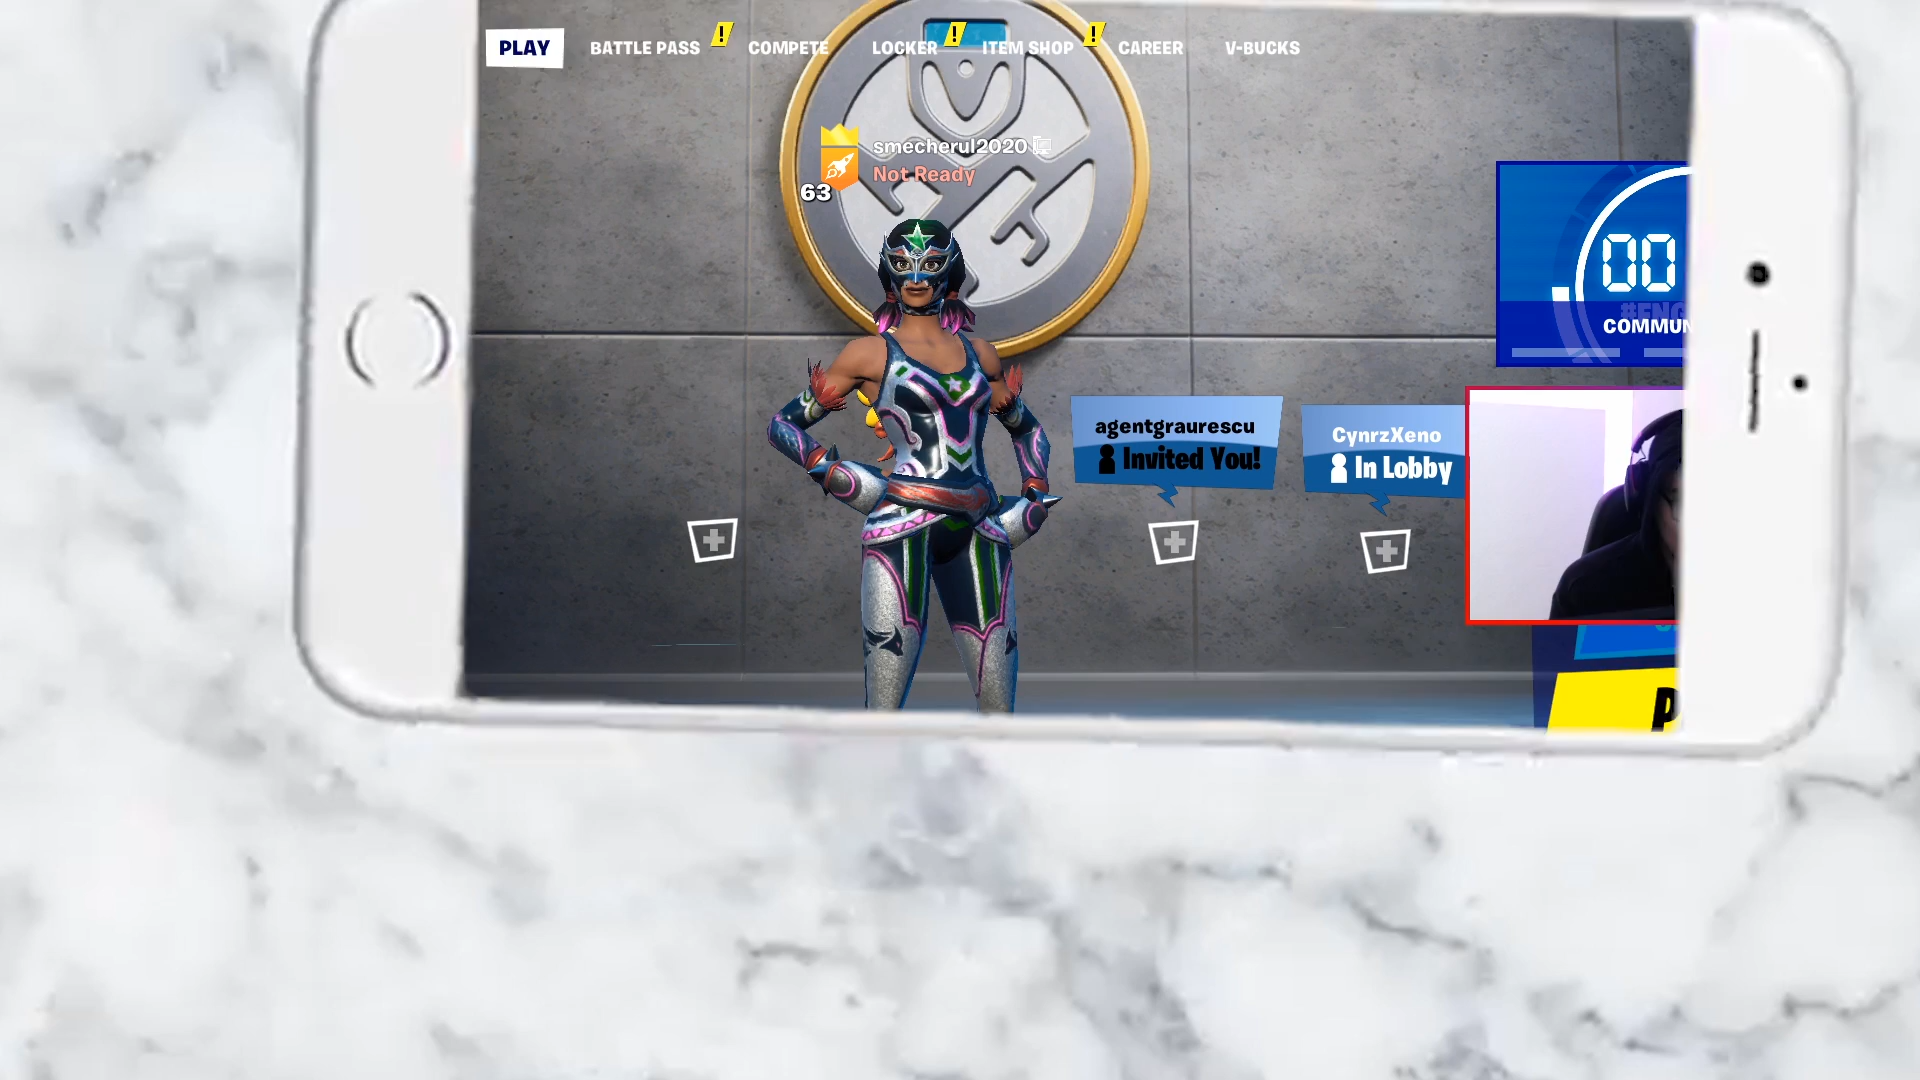 PLAY
BATTLE PASS
!
COMPETE
LOCKER
!
ITEM SHOP
!
CAREER
V-BUCKS
smecherul2020
Not Ready
63
00
COMMUN
agentgraurescu
Invited You!
CynrzXeno
In Lobby
P